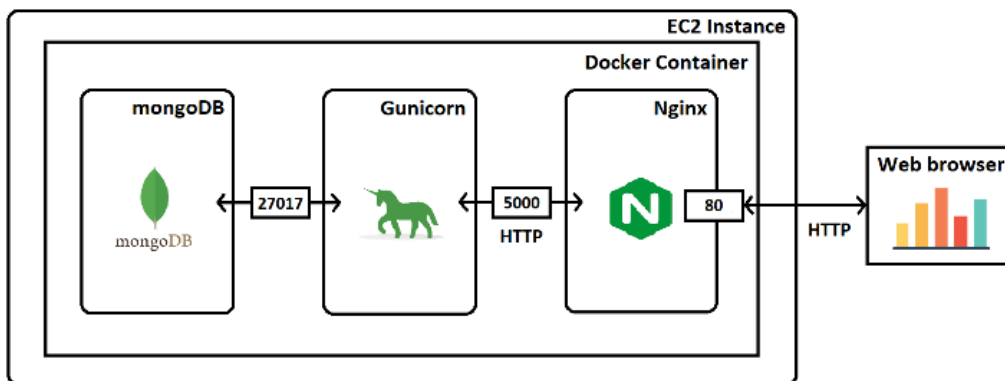 EC2 Instance
Docker Container
mongoDB
Gunicorn
Nginx
Web browser
27017
5000
80
HTTP
HTTP
mongoDB
N